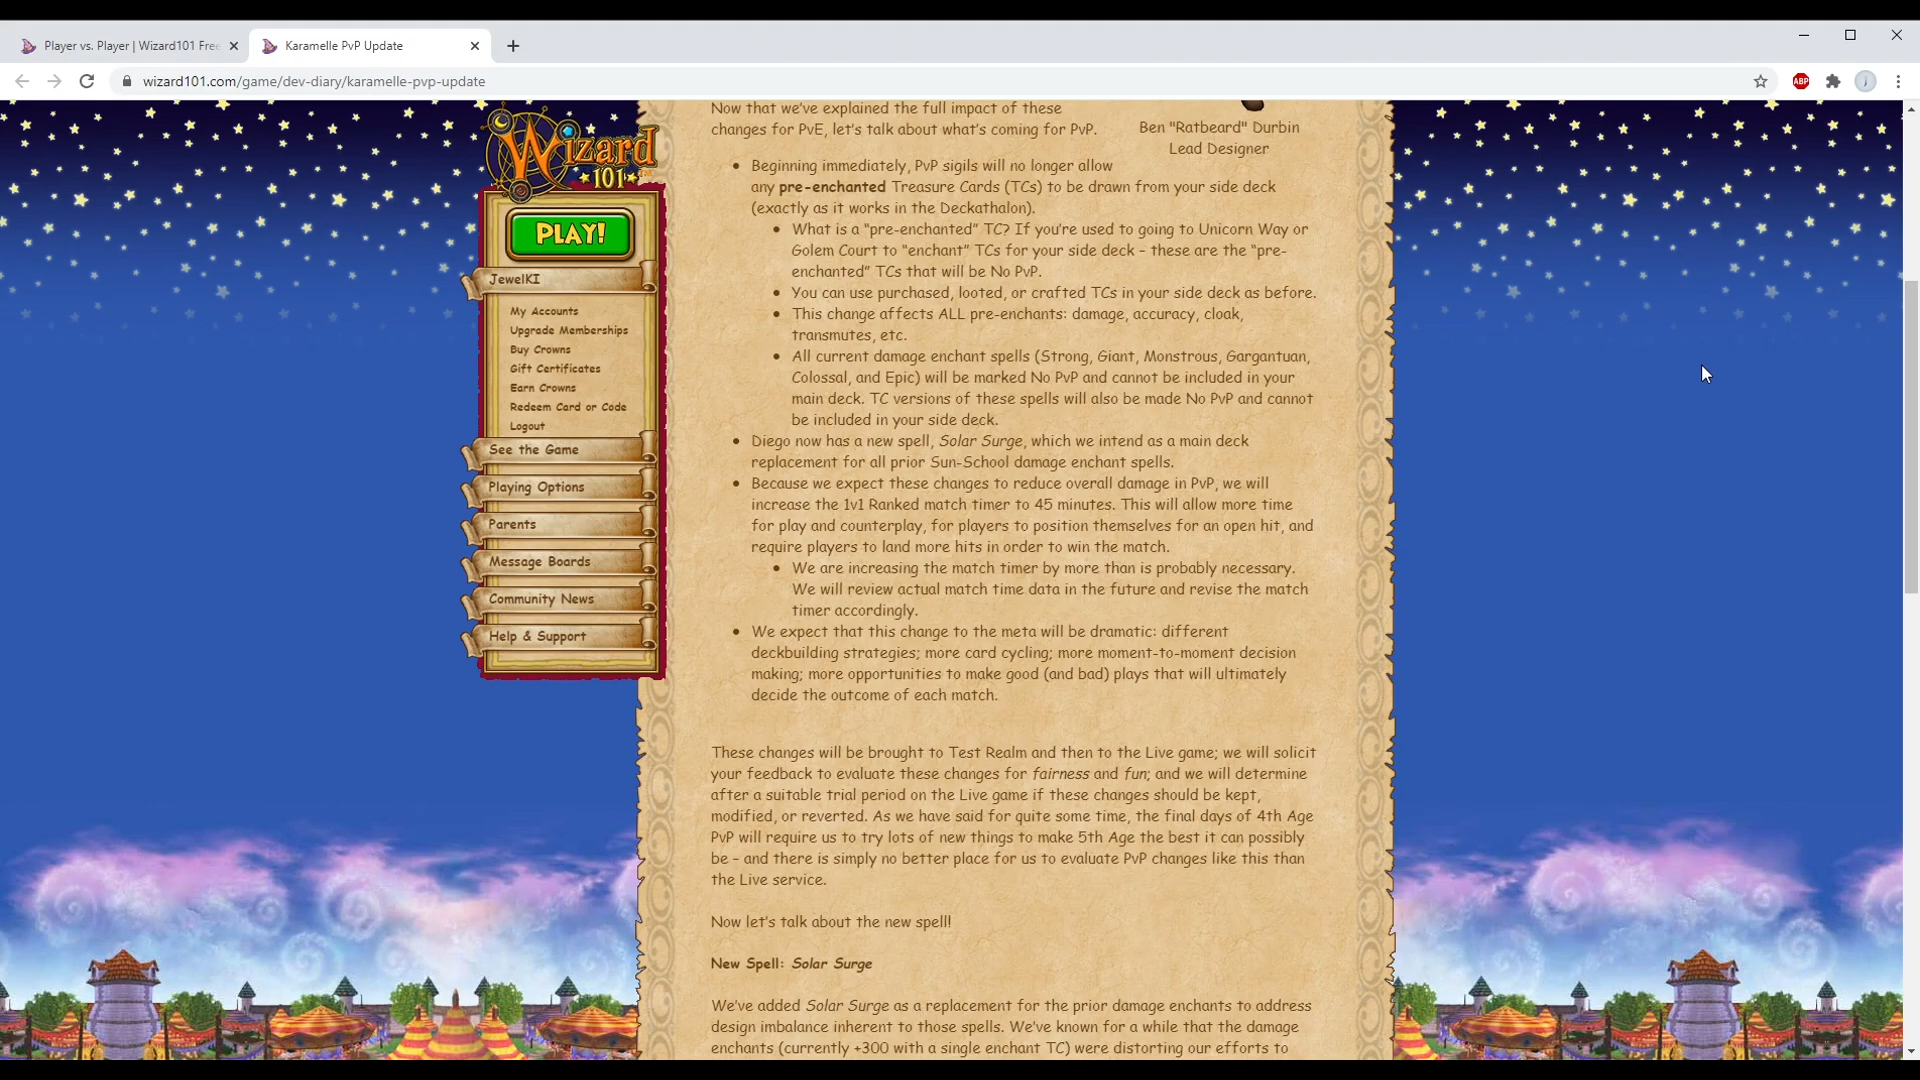 Player vs. Player | Wizard101 Free
Karamelle PvP Update
wizard101.com/game/dev-diary/karamelle-pvp-update
ABP
Wizard
101
PLAY!
JewelKI
My Accounts
Upgrade Memberships
Buy Crowns
Gift Certificates
Earn Crowns
Redeem Card or Code
Logout
See the Game
Playing Options
Parents
Message Boards
Community News
Help & Support
Now that we've explained the full impact of these
changes for PvE, let's talk about what's coming for PvP.
Ben "Ratbeard" Durbin
Lead Designer
• Beginning immediately, PvP sigils will no longer allow
any pre-enchanted Treasure Cards (TCs) to be drawn from your side deck
(exactly as it works in the Deckathalon).
• What is a "pre-enchanted" TC? If you're used to going to Unicorn Way or
Golem Court to "enchant" TCs for your side deck – these are the "pre-
enchanted" TCs that will be No PvP.
• You can use purchased, looted, or crafted TCs in your side deck as before.
• This change affects ALL pre-enchants: damage, accuracy, cloak,
transmutes, etc.
• All current damage enchant spells (Strong, Giant, Monstrous, Gargantuan,
Colossal, and Epic) will be marked No PvP and cannot be included in your
main deck. TC versions of these spells will also be made No PvP and cannot
be included in your side deck.
• Diego now has a new spell, Solar Surge, which we intend as a main deck
replacement for all prior Sun-School damage enchant spells.
• Because we expect these changes to reduce overall damage in PvP, we will
increase the 1v1 Ranked match timer to 45 minutes. This will allow more time
for play and counterplay, for players to position themselves for an open hit, and
require players to land more hits in order to win the match.
• We are increasing the match timer by more than is probably necessary.
We will review actual match time data in the future and revise the match
timer accordingly.
• We expect that this change to the meta will be dramatic: different
deckbuilding strategies; more card cycling; more moment-to-moment decision
making; more opportunities to make good (and bad) plays that will ultimately
decide the outcome of each match.
These changes will be brought to Test Realm and then to the Live game; we will solicit
your feedback to evaluate these changes for fairness and fun; and we will determine
after a suitable trial period on the Live game if these changes should be kept,
modified, or reverted. As we have said for quite some time, the final days of 4th Age
PvP will require us to try lots of new things to make 5th Age the best it can possibly
be – and there is simply no better place for us to evaluate PvP changes like this than
the Live service.
Now let's talk about the new spell!
New Spell: Solar Surge
We've added Solar Surge as a replacement for the prior damage enchants to address
design imbalance inherent to those spells. We've known for a while that the damage
enchants (currently +300 with a single enchant TC) were distorting our efforts to